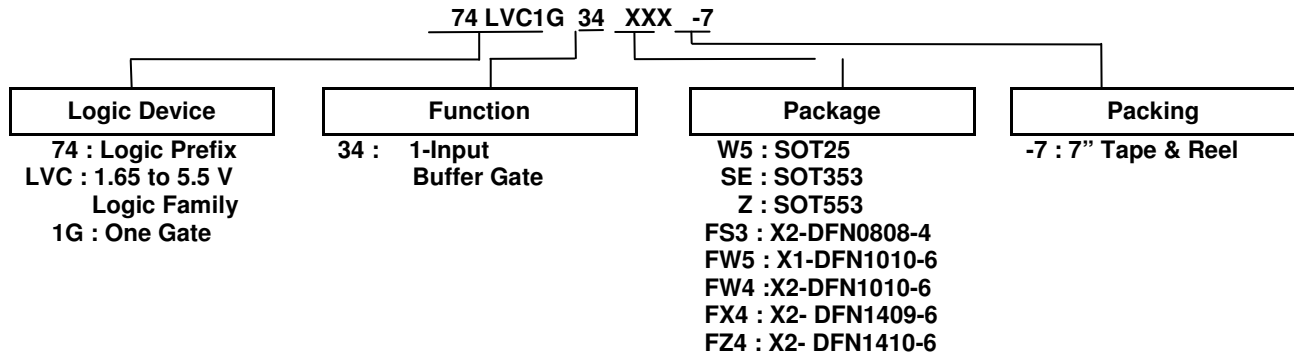 74 LVC1G 34 XXX -7
Logic Device
74 : Logic Prefix
LVC : 1.65 to 5.5 V
Logic Family
1G : One Gate
Function
34 : 1-Input
Buffer Gate
Package
W5 : SOT25
SE : SOT353
Z : SOT553
FS3 : X2-DFN0808-4
FW5 : X1-DFN1010-6
FW4 :X2-DFN1010-6
FX4 : X2- DFN1409-6
FZ4 : X2- DFN1410-6
Packing
-7 : 7” Tape & Reel